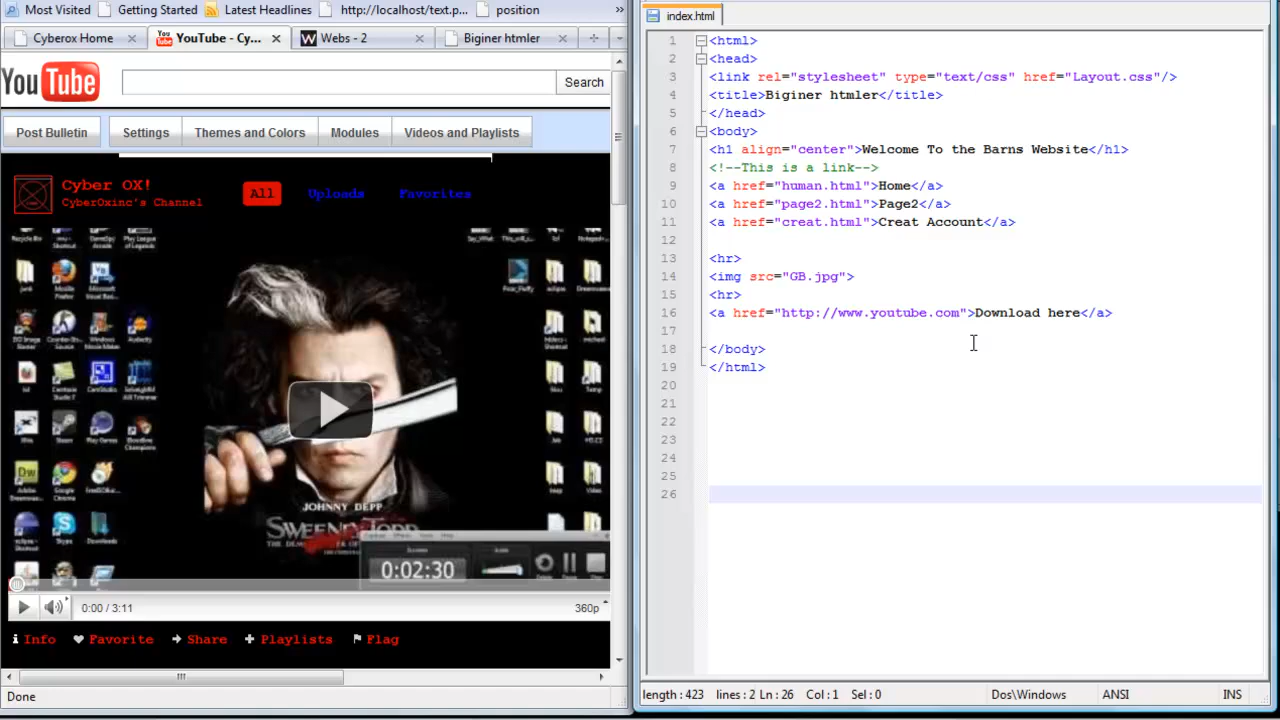 Most Visited Getting Started Latest Headlines http://localhost/text.p... position »
Cyberox Home YouTube - Cy... Webs - 2 Biginer htmler
YouTube Search
Post Bulletin Settings Themes and Colors Modules Videos and Playlists
Cyber OX!
CyberOxinc's Channel
All Uploads Favorites
JOHNNY DEPP
SWEENEY TODD
0:02:30
0:00 / 3:11 360p
Info Favorite Share Playlists Flag
Done
index.html
1 <html>
2 <head>
3 <link rel="stylesheet" type="text/css" href="Layout.css"/>
4 <title>Biginer htmler</title>
5 </head>
6 <body>
7 <h1 align="center">Welcome To the Barns Website</h1>
8 <!--This is a link-->
9 <a href="human.html">Home</a>
10 <a href="page2.html">Page2</a>
11 <a href="creat.html">Creat Account</a>
12
13 <hr>
14 <img src="GB.jpg">
15 <hr>
16 <a href="http://www.youtube.com">Download here</a>
17
18 </body>
19 </html>
20
21
22
23
24
25
26
length : 423 lines : 2 Ln : 26 Col : 1 Sel : 0 Dos\Windows ANSI INS